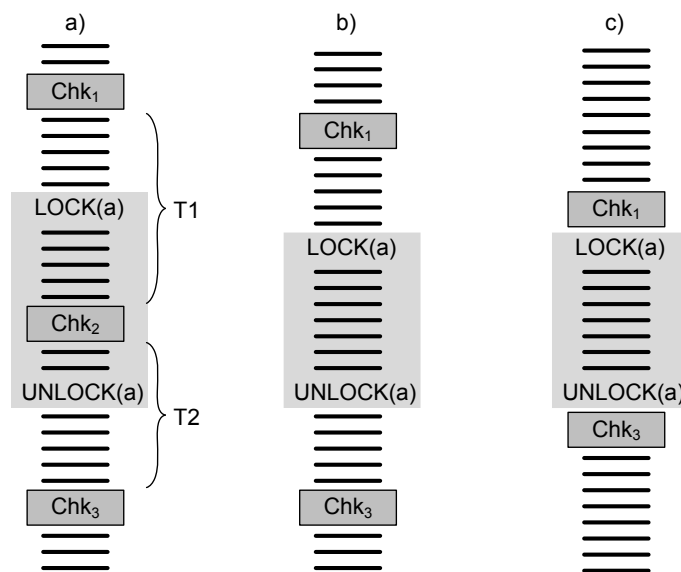 a)
Chk₁
LOCK(a)
T1
Chk₂
UNLOCK(a)
T2
Chk₃
b)
Chk₁
LOCK(a)
UNLOCK(a)
Chk₃
c)
Chk₁
LOCK(a)
UNLOCK(a)
Chk₃